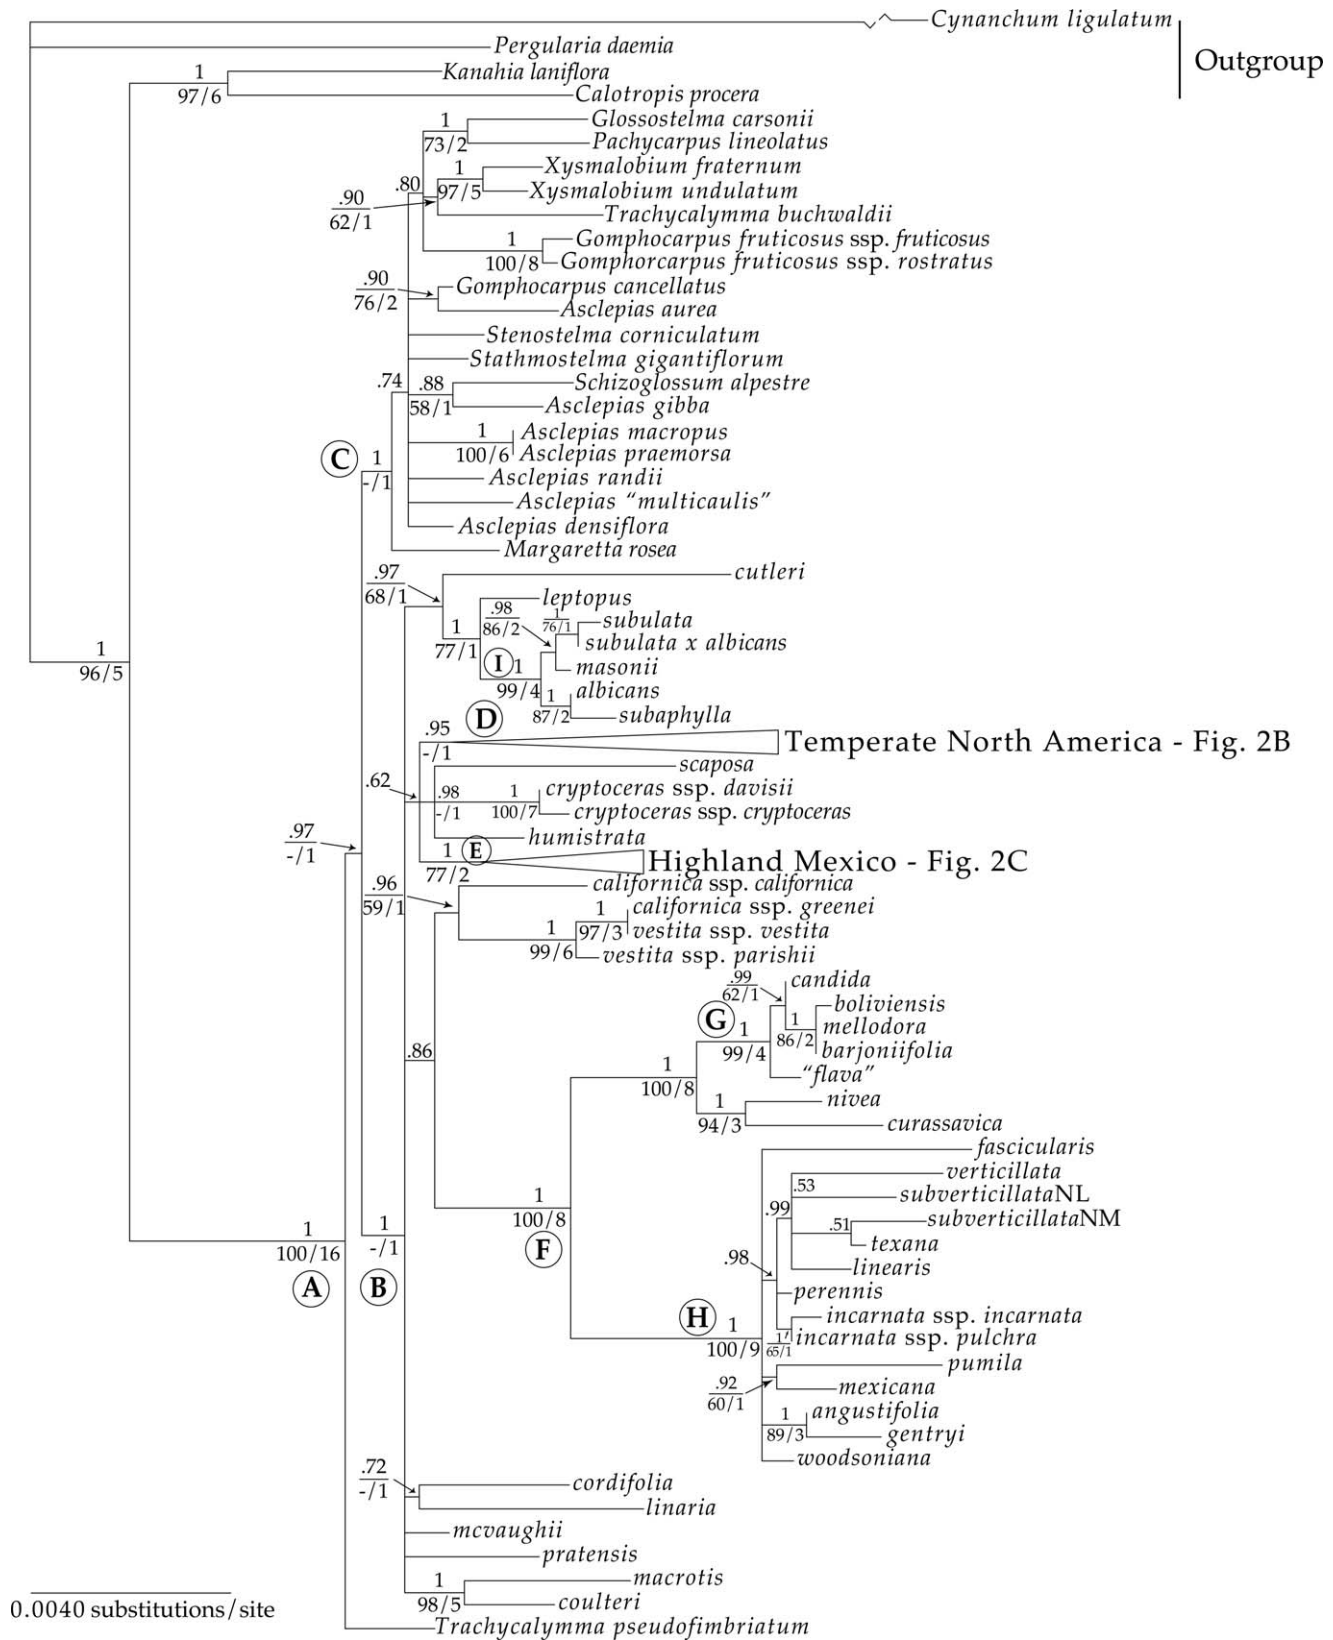 Cynanchum ligulatum
Pergularia daemia
Outgroup
1
Kanahia laniflora
97/6
Calotropis procera
1
Glossostelma carsonii
73/2
Pachycarpus lineolatus
1
Xysmalobium fraternum
.80
97/5
Xysmalobium undulatum
.90
62/1
Trachycalymma buchwaldii
1
Gomphocarpus fruticosus ssp. fruticosus
100/8
Gomphorcarpus fruticosus ssp. rostratus
.90
76/2
Gomphocarpus cancellatus
Asclepias aurea
Stenostelma corniculatum
Stathmostelma gigantiflorum
.74
.88
Schizoglossum alpestre
58/1
Asclepias gibba
1
Asclepias macropus
100/6
Asclepias praemorsa
C
1
-/1
Asclepias randii
Asclepias “multicaulis”
Asclepias densiflora
Margaretta rosea
.97
68/1
cutleri
leptopus
.98
86/2
1
76/1
subulata
subulata x albicans
1
77/1
I
1
99/4
masonii
1
96/5
albicans
1
87/2
subaphylla
D
.95
-/1
Temperate North America - Fig. 2B
scaposa
.62
.98
-/1
1
100/7
cryptoceras ssp. davisii
cryptoceras ssp. cryptoceras
humistrata
.97
-/1
E
1
77/2
Highland Mexico - Fig. 2C
.96
59/1
californica ssp. californica
1
97/3
californica ssp. greenei
vestita ssp. vestita
1
99/6
vestita ssp. parishii
.99
62/1
candida
boliviensis
G
1
99/4
1
86/2
mellodora
barjoniifolia
.86
1
100/8
“flava”
nivea
1
94/3
curassavica
fascicularis
verticillata
.53
subverticillataNL
1
100/8
.99
.51
subverticillataNM
texana
F
.98
linearis
1
100/16
A
1
-/1
B
perennis
H
1
100/9
incarnata ssp. incarnata
1
65/1
incarnata ssp. pulchra
pumila
.92
60/1
mexicana
1
89/3
angustifolia
gentryi
woodsoniana
.72
-/1
cordifolia
linaria
mcvaughii
pratensis
1
98/5
macrotis
coulteri
0.0040 substitutions/site
Trachycalymma pseudofimbriatum